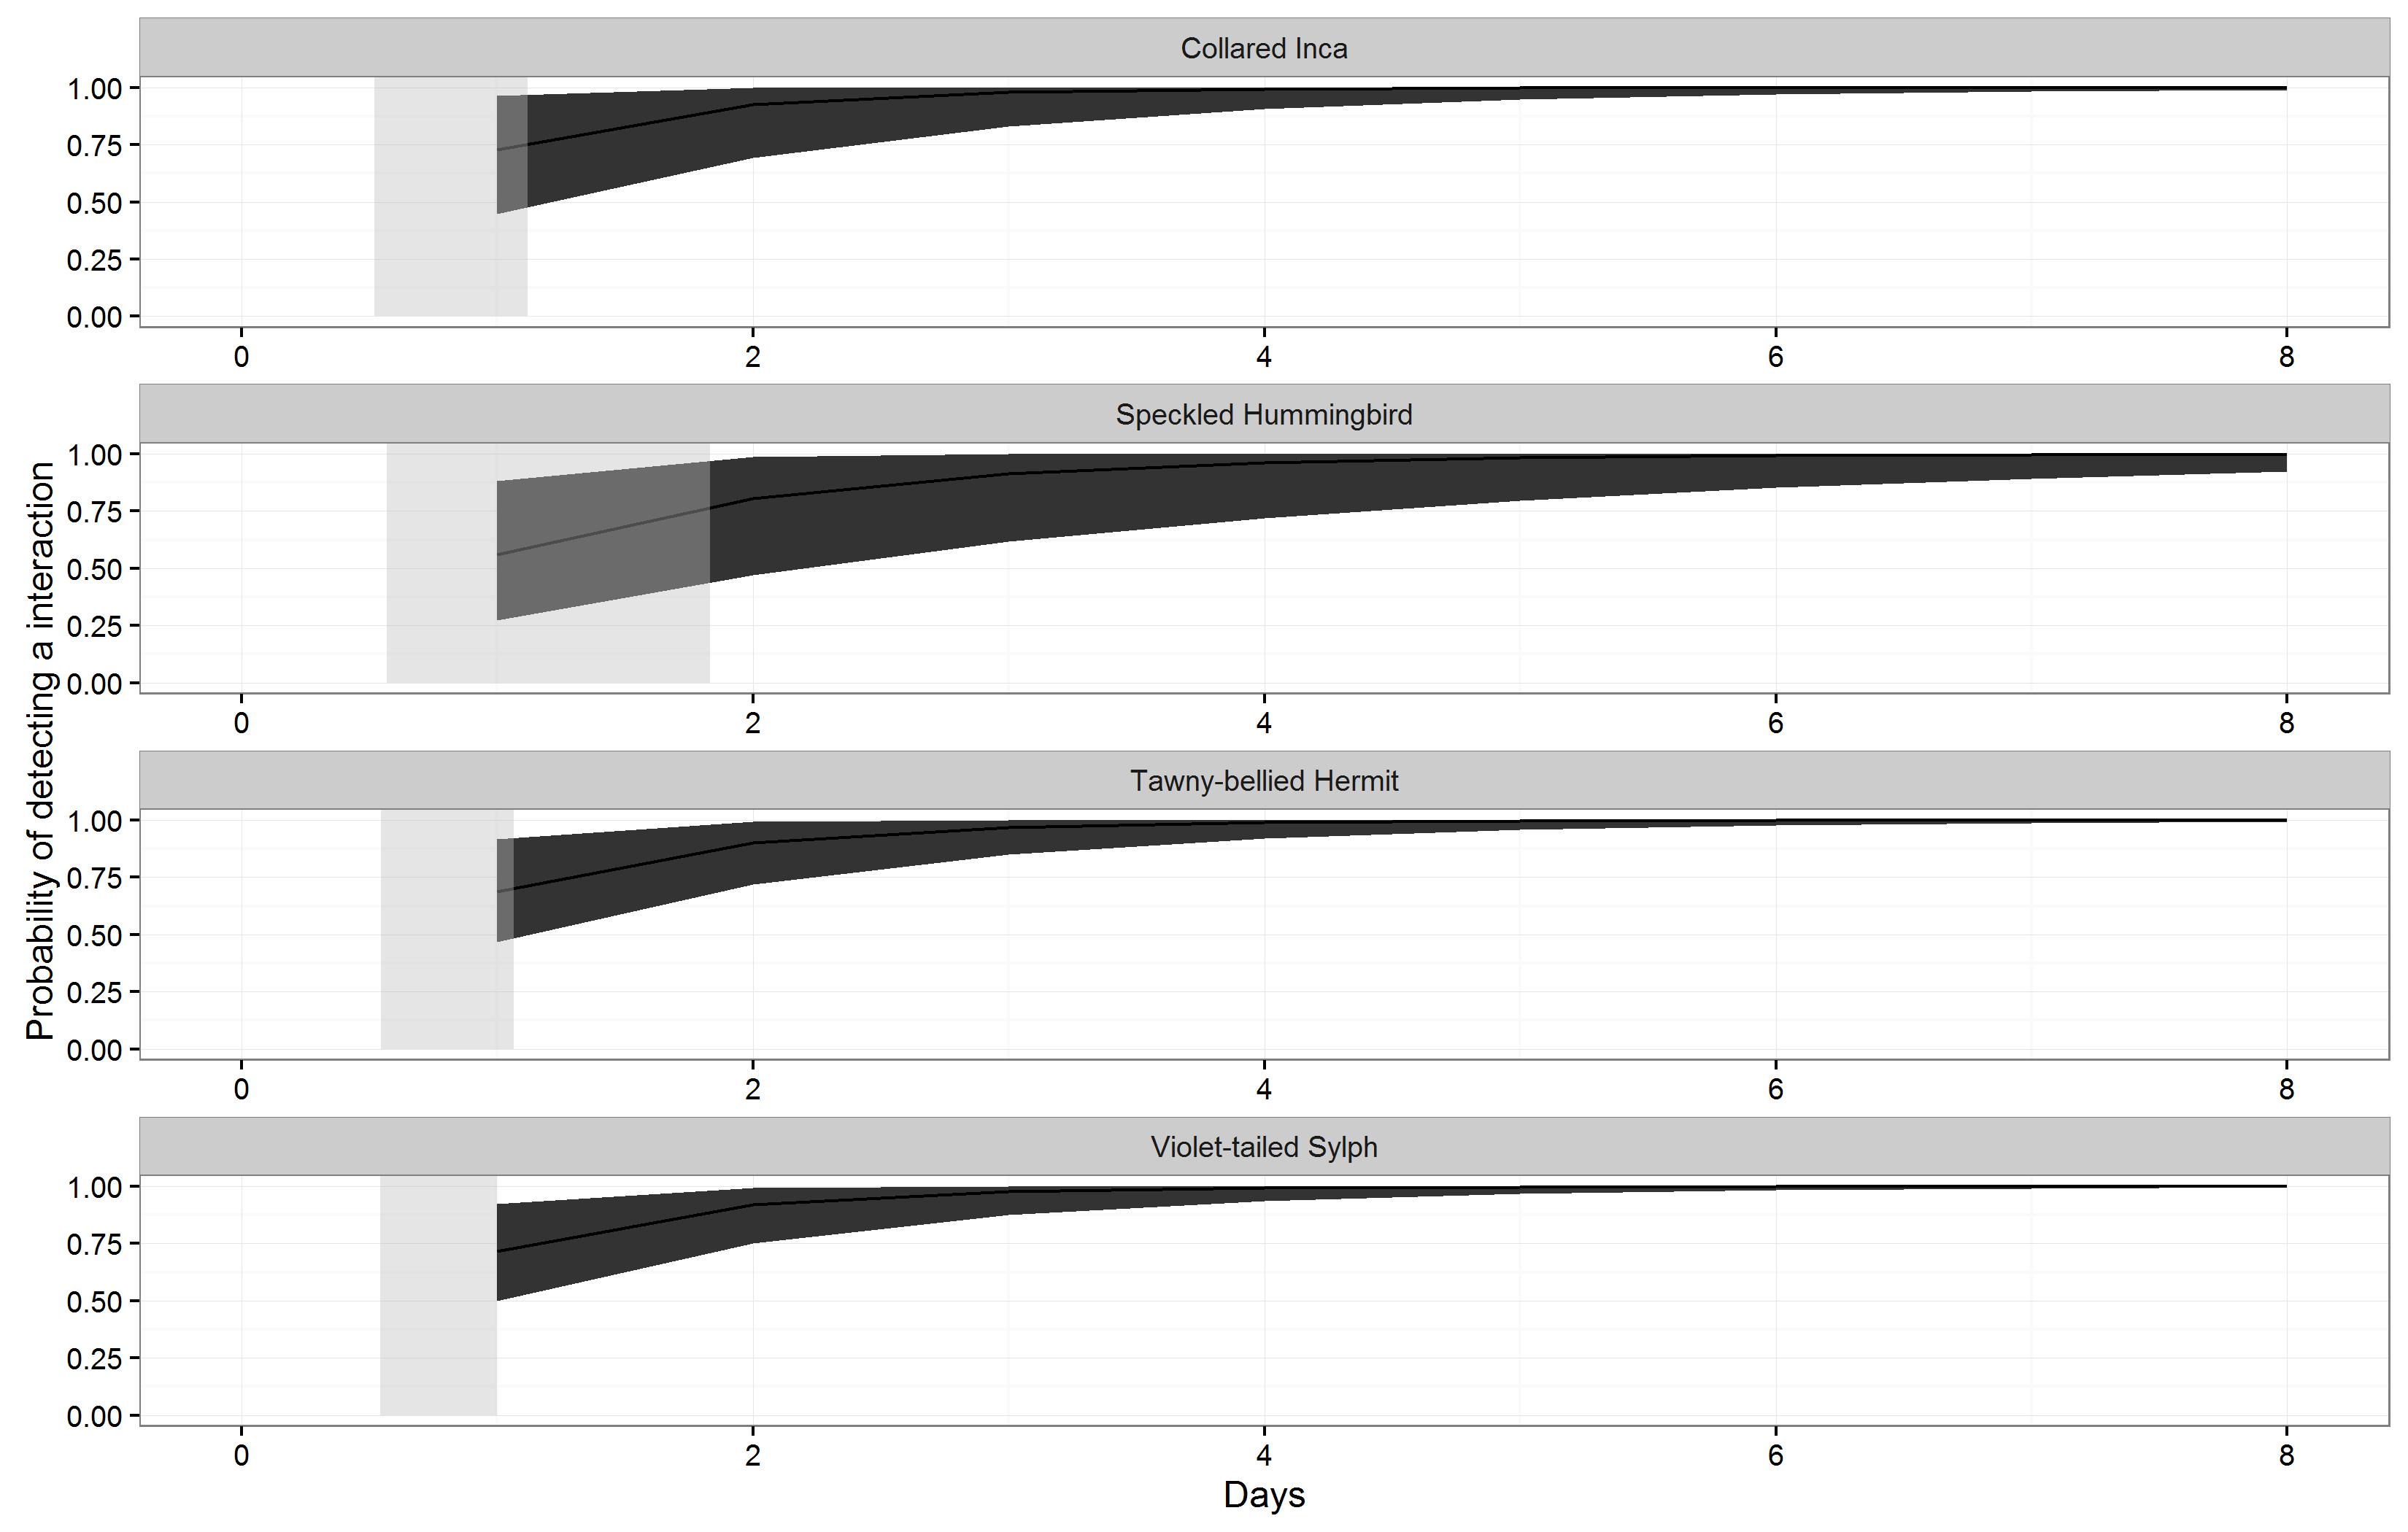 Collared Inca
1.00
0.75
0.50
0.25
0.00
0 2 4 6 8
Speckled Hummingbird
1.00
0.75
0.50
0.25
0.00
0 2 4 6 8
Probability of detecting a interaction
Tawny-bellied Hermit
1.00
0.75
0.50
0.25
0.00
0 2 4 6 8
Violet-tailed Sylph
1.00
0.75
0.50
0.25
0.00
0 2 4 6 8
Days